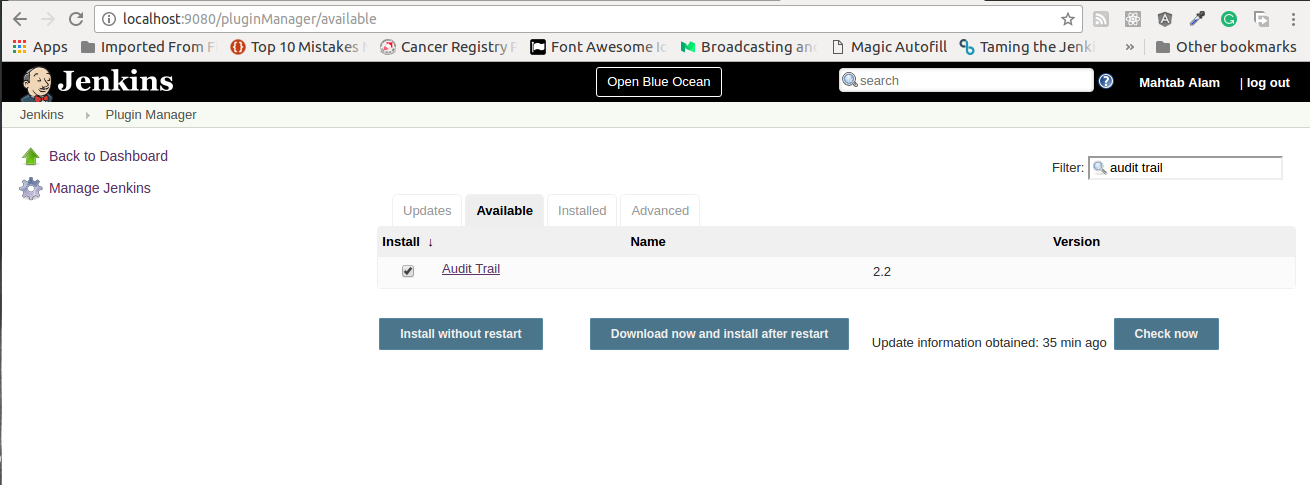 localhost:9080/pluginManager/available
Apps Imported From F Top 10 Mistakes Cancer Registry Font Awesome Broadcasting an Magic Autofill Taming the Jenki » Other bookmarks
Jenkins Open Blue Ocean search ? Mahtab Alam | log out
Jenkins Plugin Manager
Back to Dashboard
Filter: audit trail
Manage Jenkins
Updates Available Installed Advanced
Install ↓ Name Version
Audit Trail 2.2
Install without restart Download now and install after restart Update information obtained: 35 min ago Check now